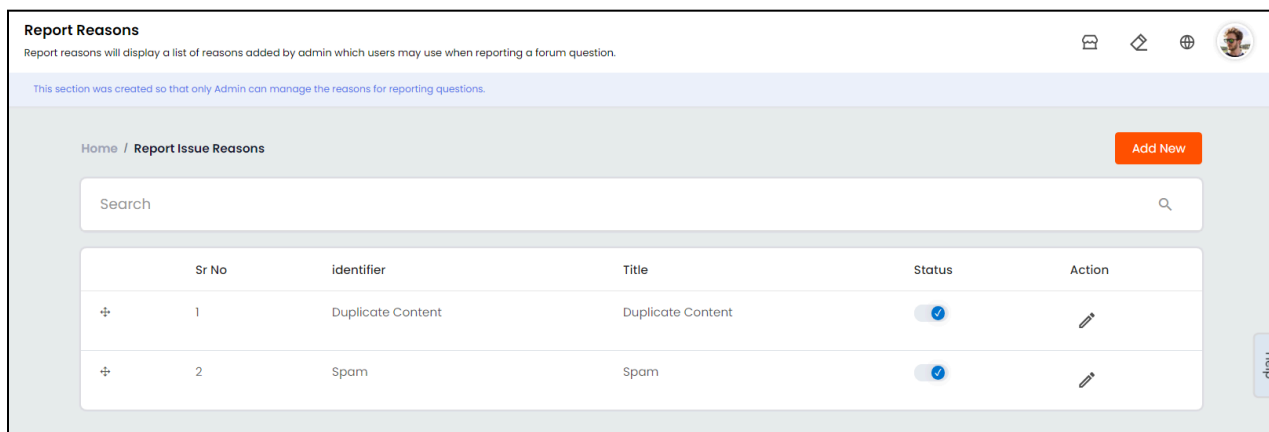 Report Reasons
Report reasons will display a list of reasons added by admin which users may use when reporting a forum question.
This section was created so that only Admin can manage the reasons for reporting questions.
Home / Report Issue Reasons
Add New
Search
Sr No identifier Title Status Action
1 Duplicate Content Duplicate Content
2 Spam Spam
Help